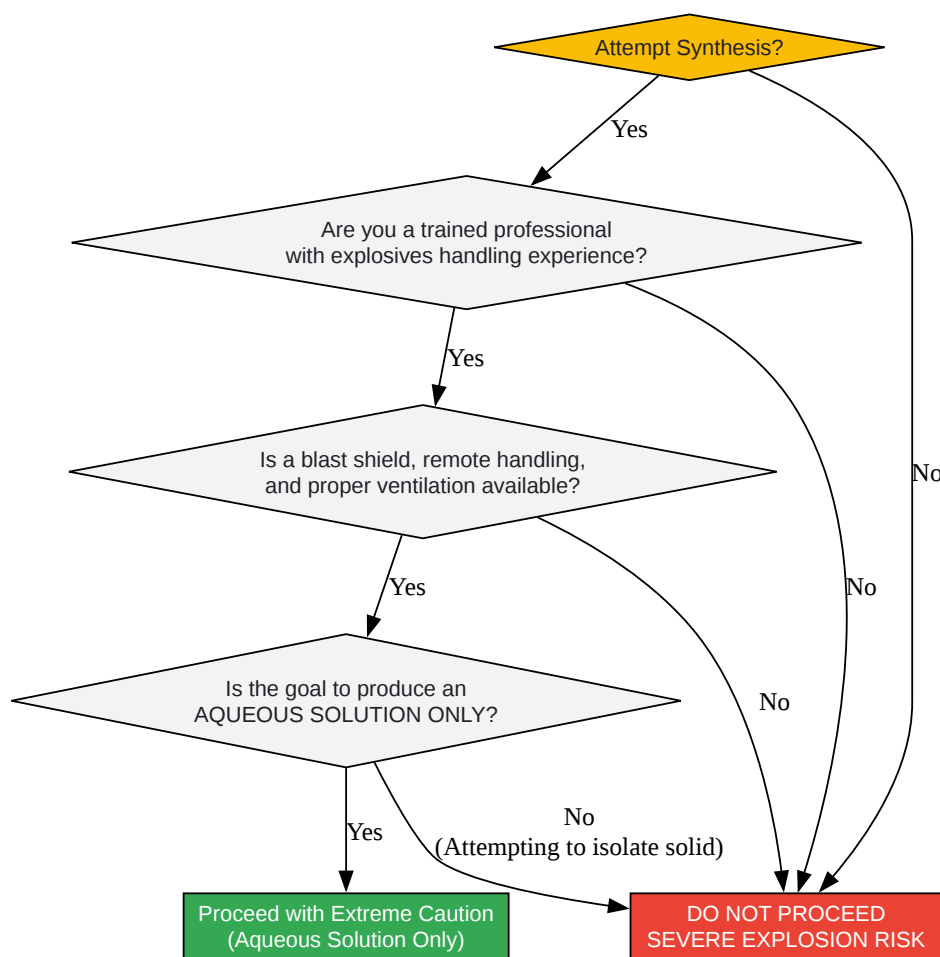 Attempt Synthesis?
Yes
Are you a trained professional
with explosives handling experience?
Yes
Is a blast shield, remote handling,
and proper ventilation available?
No
Yes
No
Is the goal to produce an
AQUEOUS SOLUTION ONLY?
No
Yes
No
(Attempting to isolate solid)
Proceed with Extreme Caution
(Aqueous Solution Only)
DO NOT PROCEED
SEVERE EXPLOSION RISK